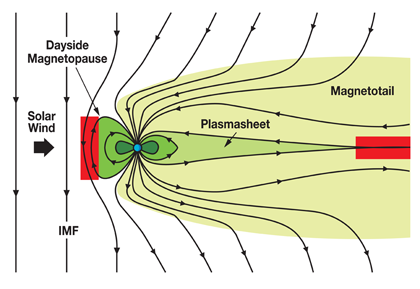 Dayside
Magnetopause
Magnetotail
Solar
Wind
Plasmasheet
IMF